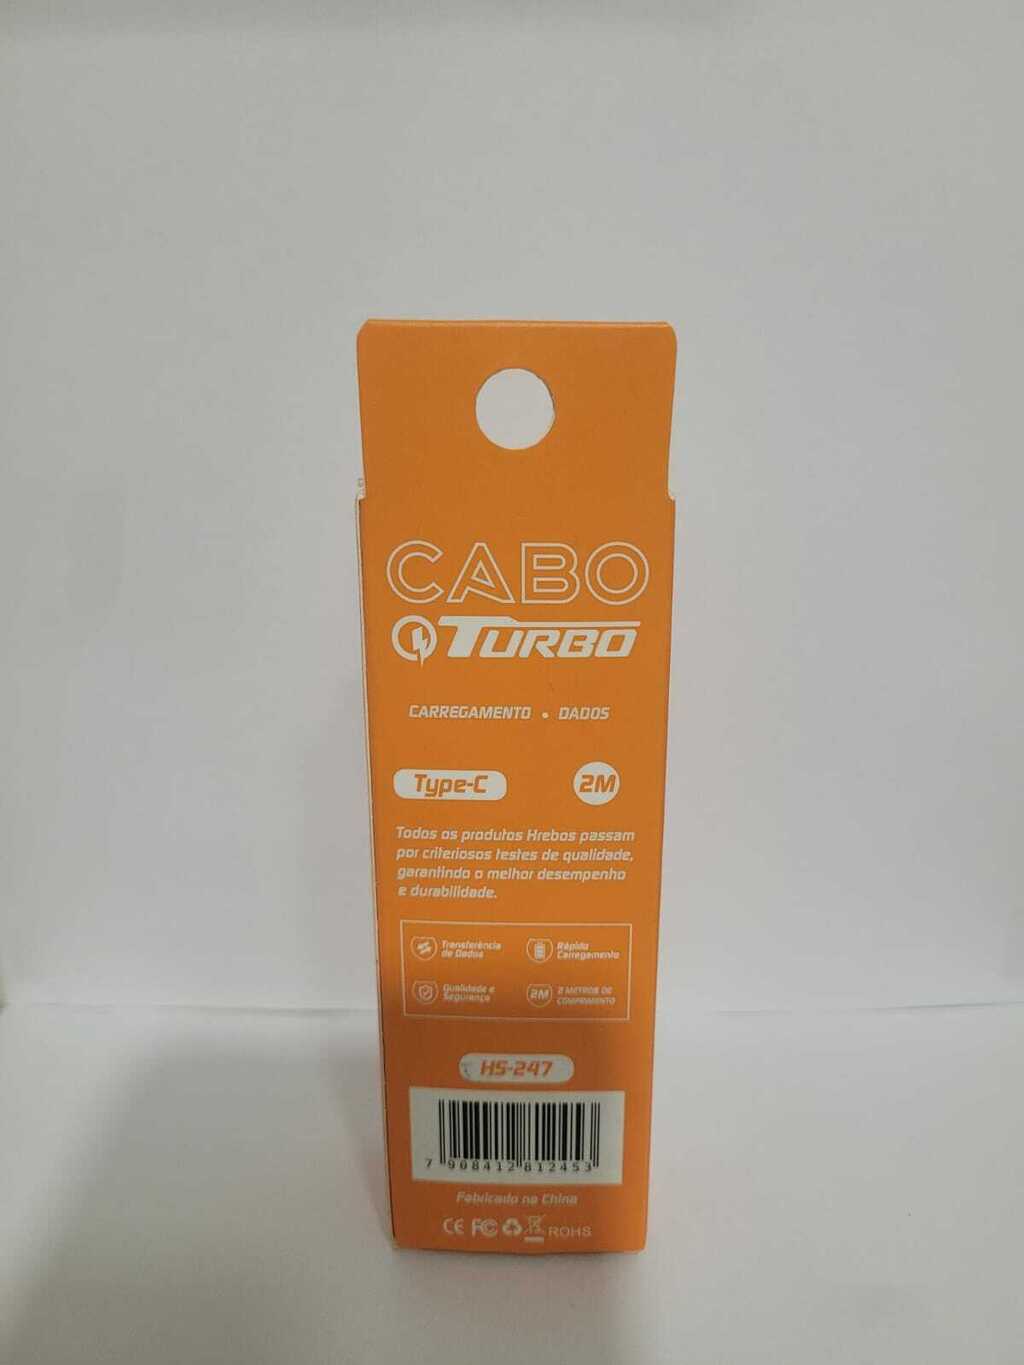 CABO
TURBO
CARREGAMENTO • DADOS
Type-C 2M
Todos os produtos Hrebos passam
por criteriosos testes de qualidade,
garantindo o melhor desempenho
e durabilidade.
Transferência
de Dados
Rápido
Carregamento
Qualidade e
Segurança
2M
2 METROS DE
COMPRIMENTO
HS-247
7 908412 812453
Fabricado na China
CE FC ROHS